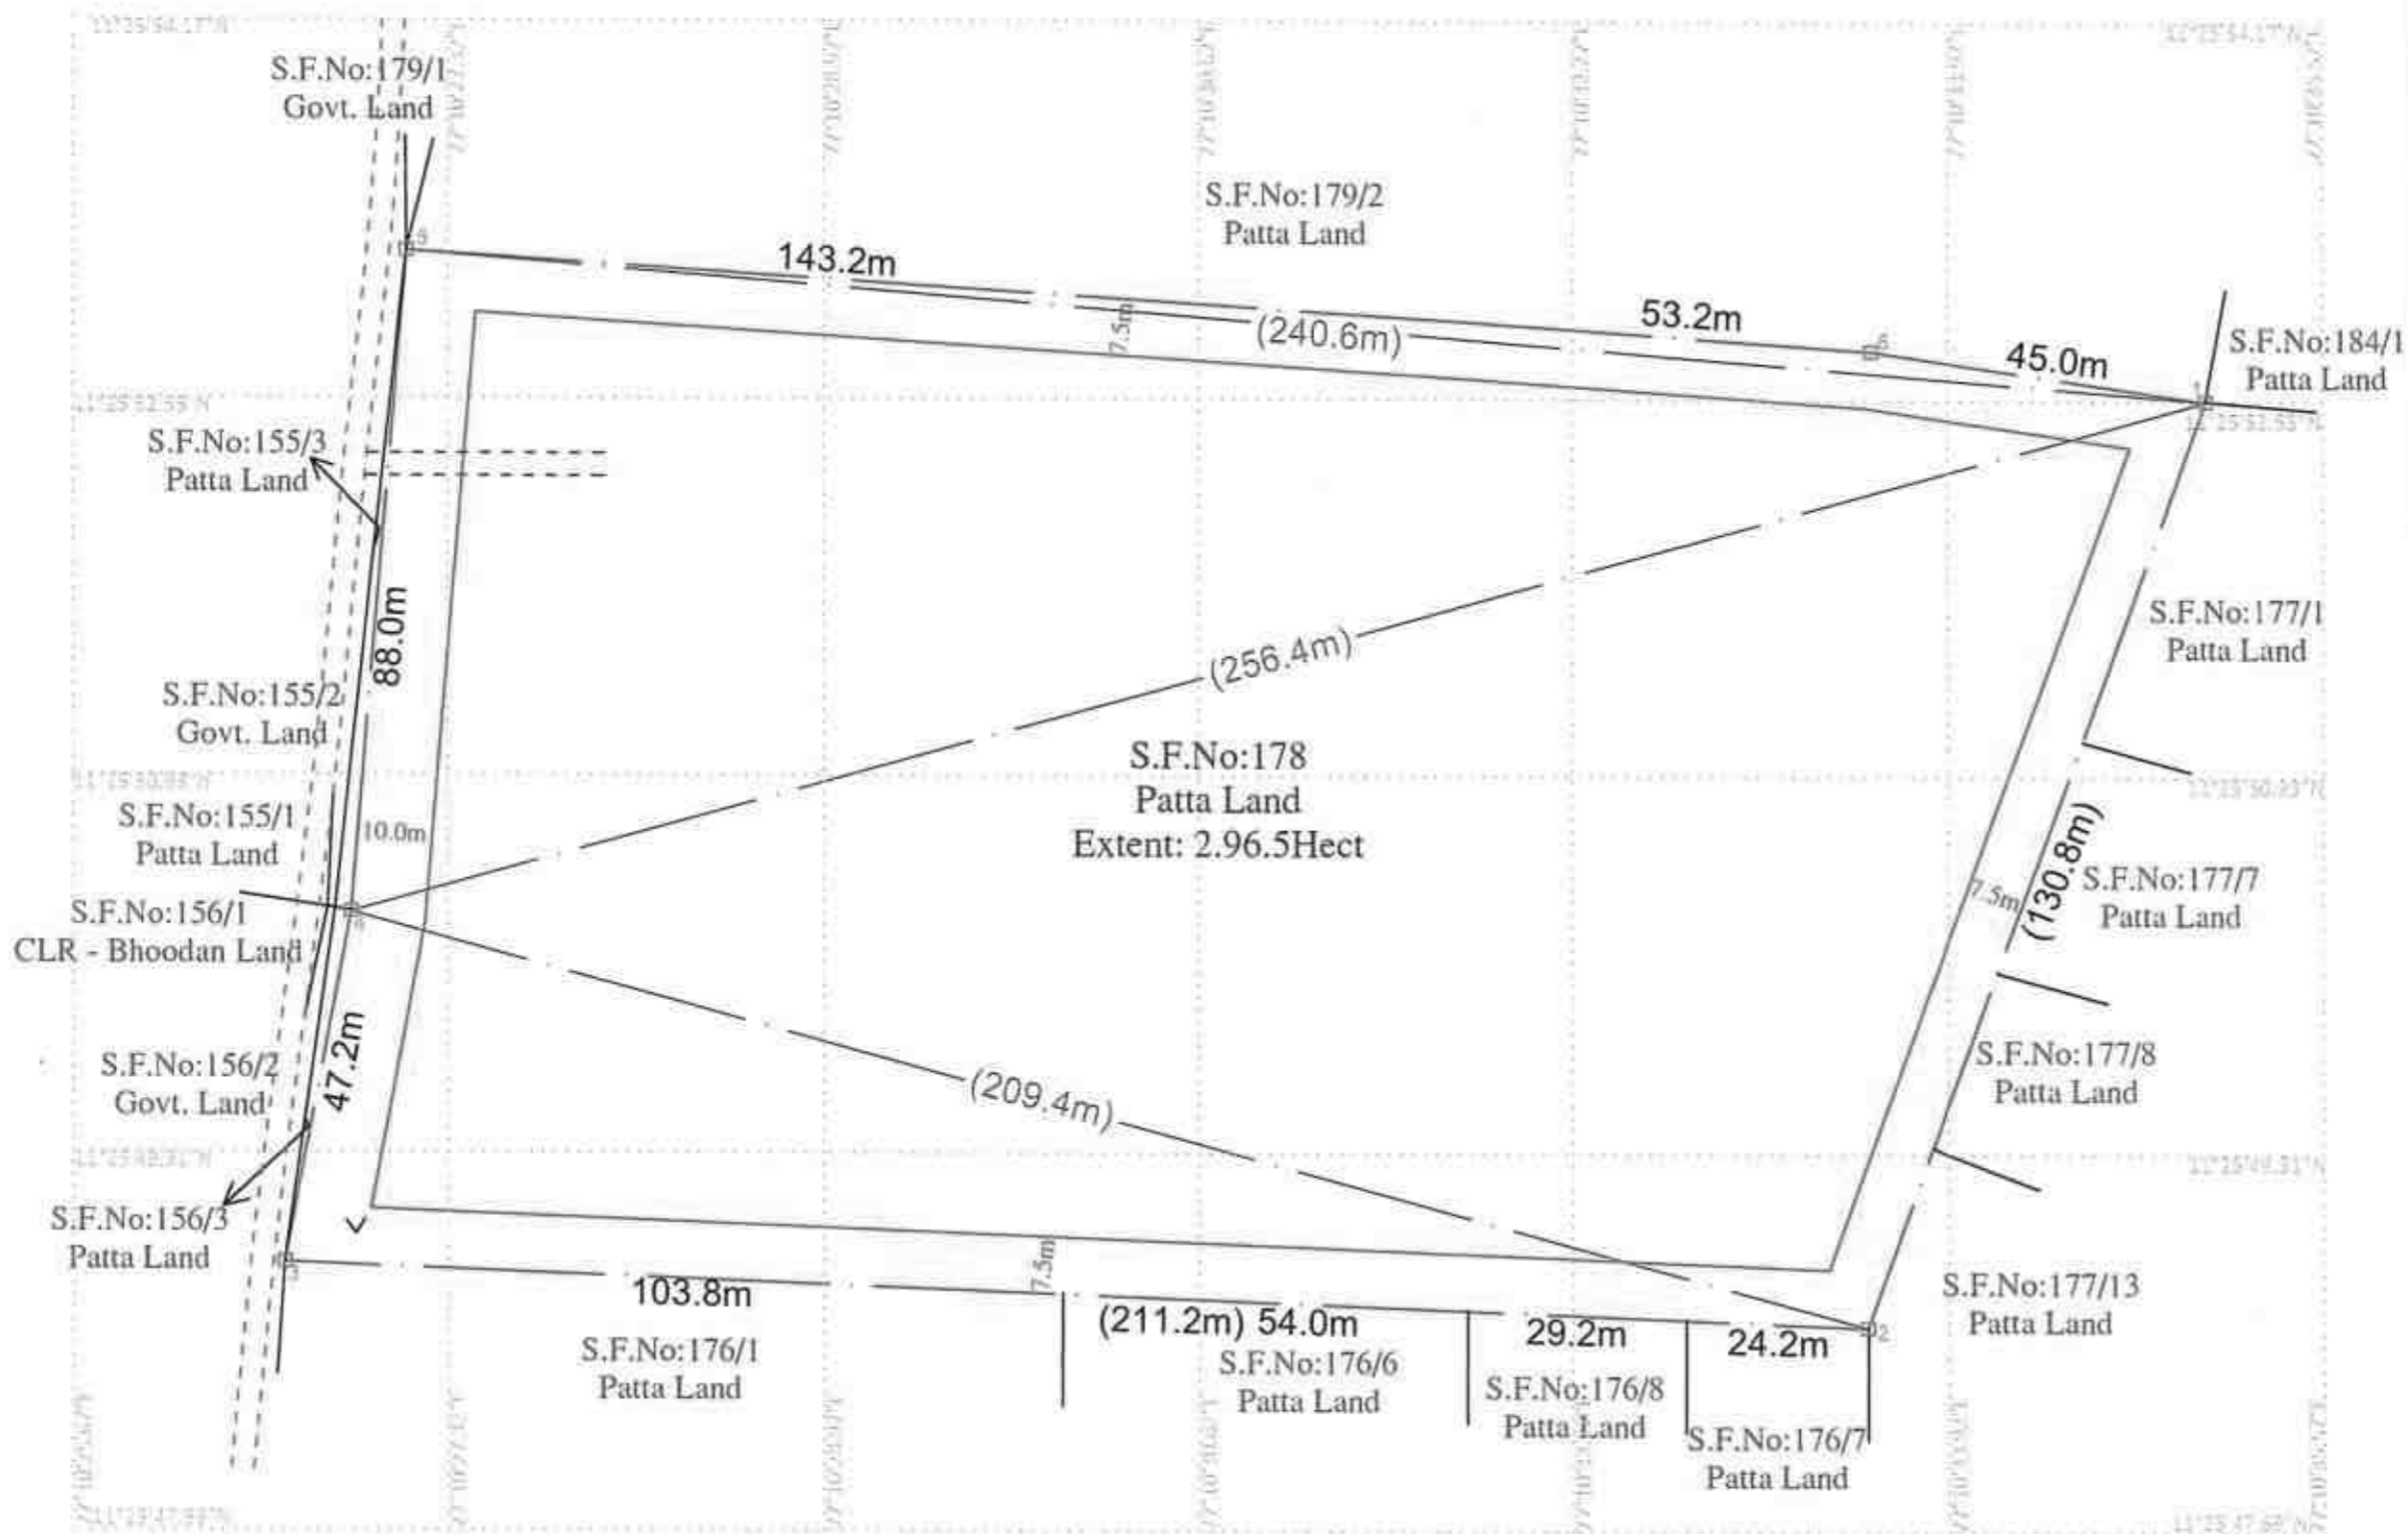 S.F.No:179/1
Govt. Land
S.F.No:179/2
Patta Land
5
143.2m
7.5m
(240.6m)
53.2m
6
45.0m
1
S.F.No:184/1
Patta Land
S.F.No:155/3
Patta Land
88.0m
S.F.No:177/1
Patta Land
(256.4m)
S.F.No:155/2
Govt. Land
S.F.No:178
Patta Land
Extent: 2.96.5Hect
S.F.No:155/1
Patta Land
10.0m
(130.8m)
7.5m
S.F.No:177/7
Patta Land
S.F.No:156/1
CLR - Bhoodan Land
4
47.2m
S.F.No:156/2
Govt. Land
(209.4m)
S.F.No:177/8
Patta Land
S.F.No:156/3
Patta Land
3
7.5m
103.8m
(211.2m) 54.0m
29.2m
24.2m
2
S.F.No:177/13
Patta Land
S.F.No:176/1
Patta Land
S.F.No:176/6
Patta Land
S.F.No:176/8
Patta Land
S.F.No:176/7
Patta Land